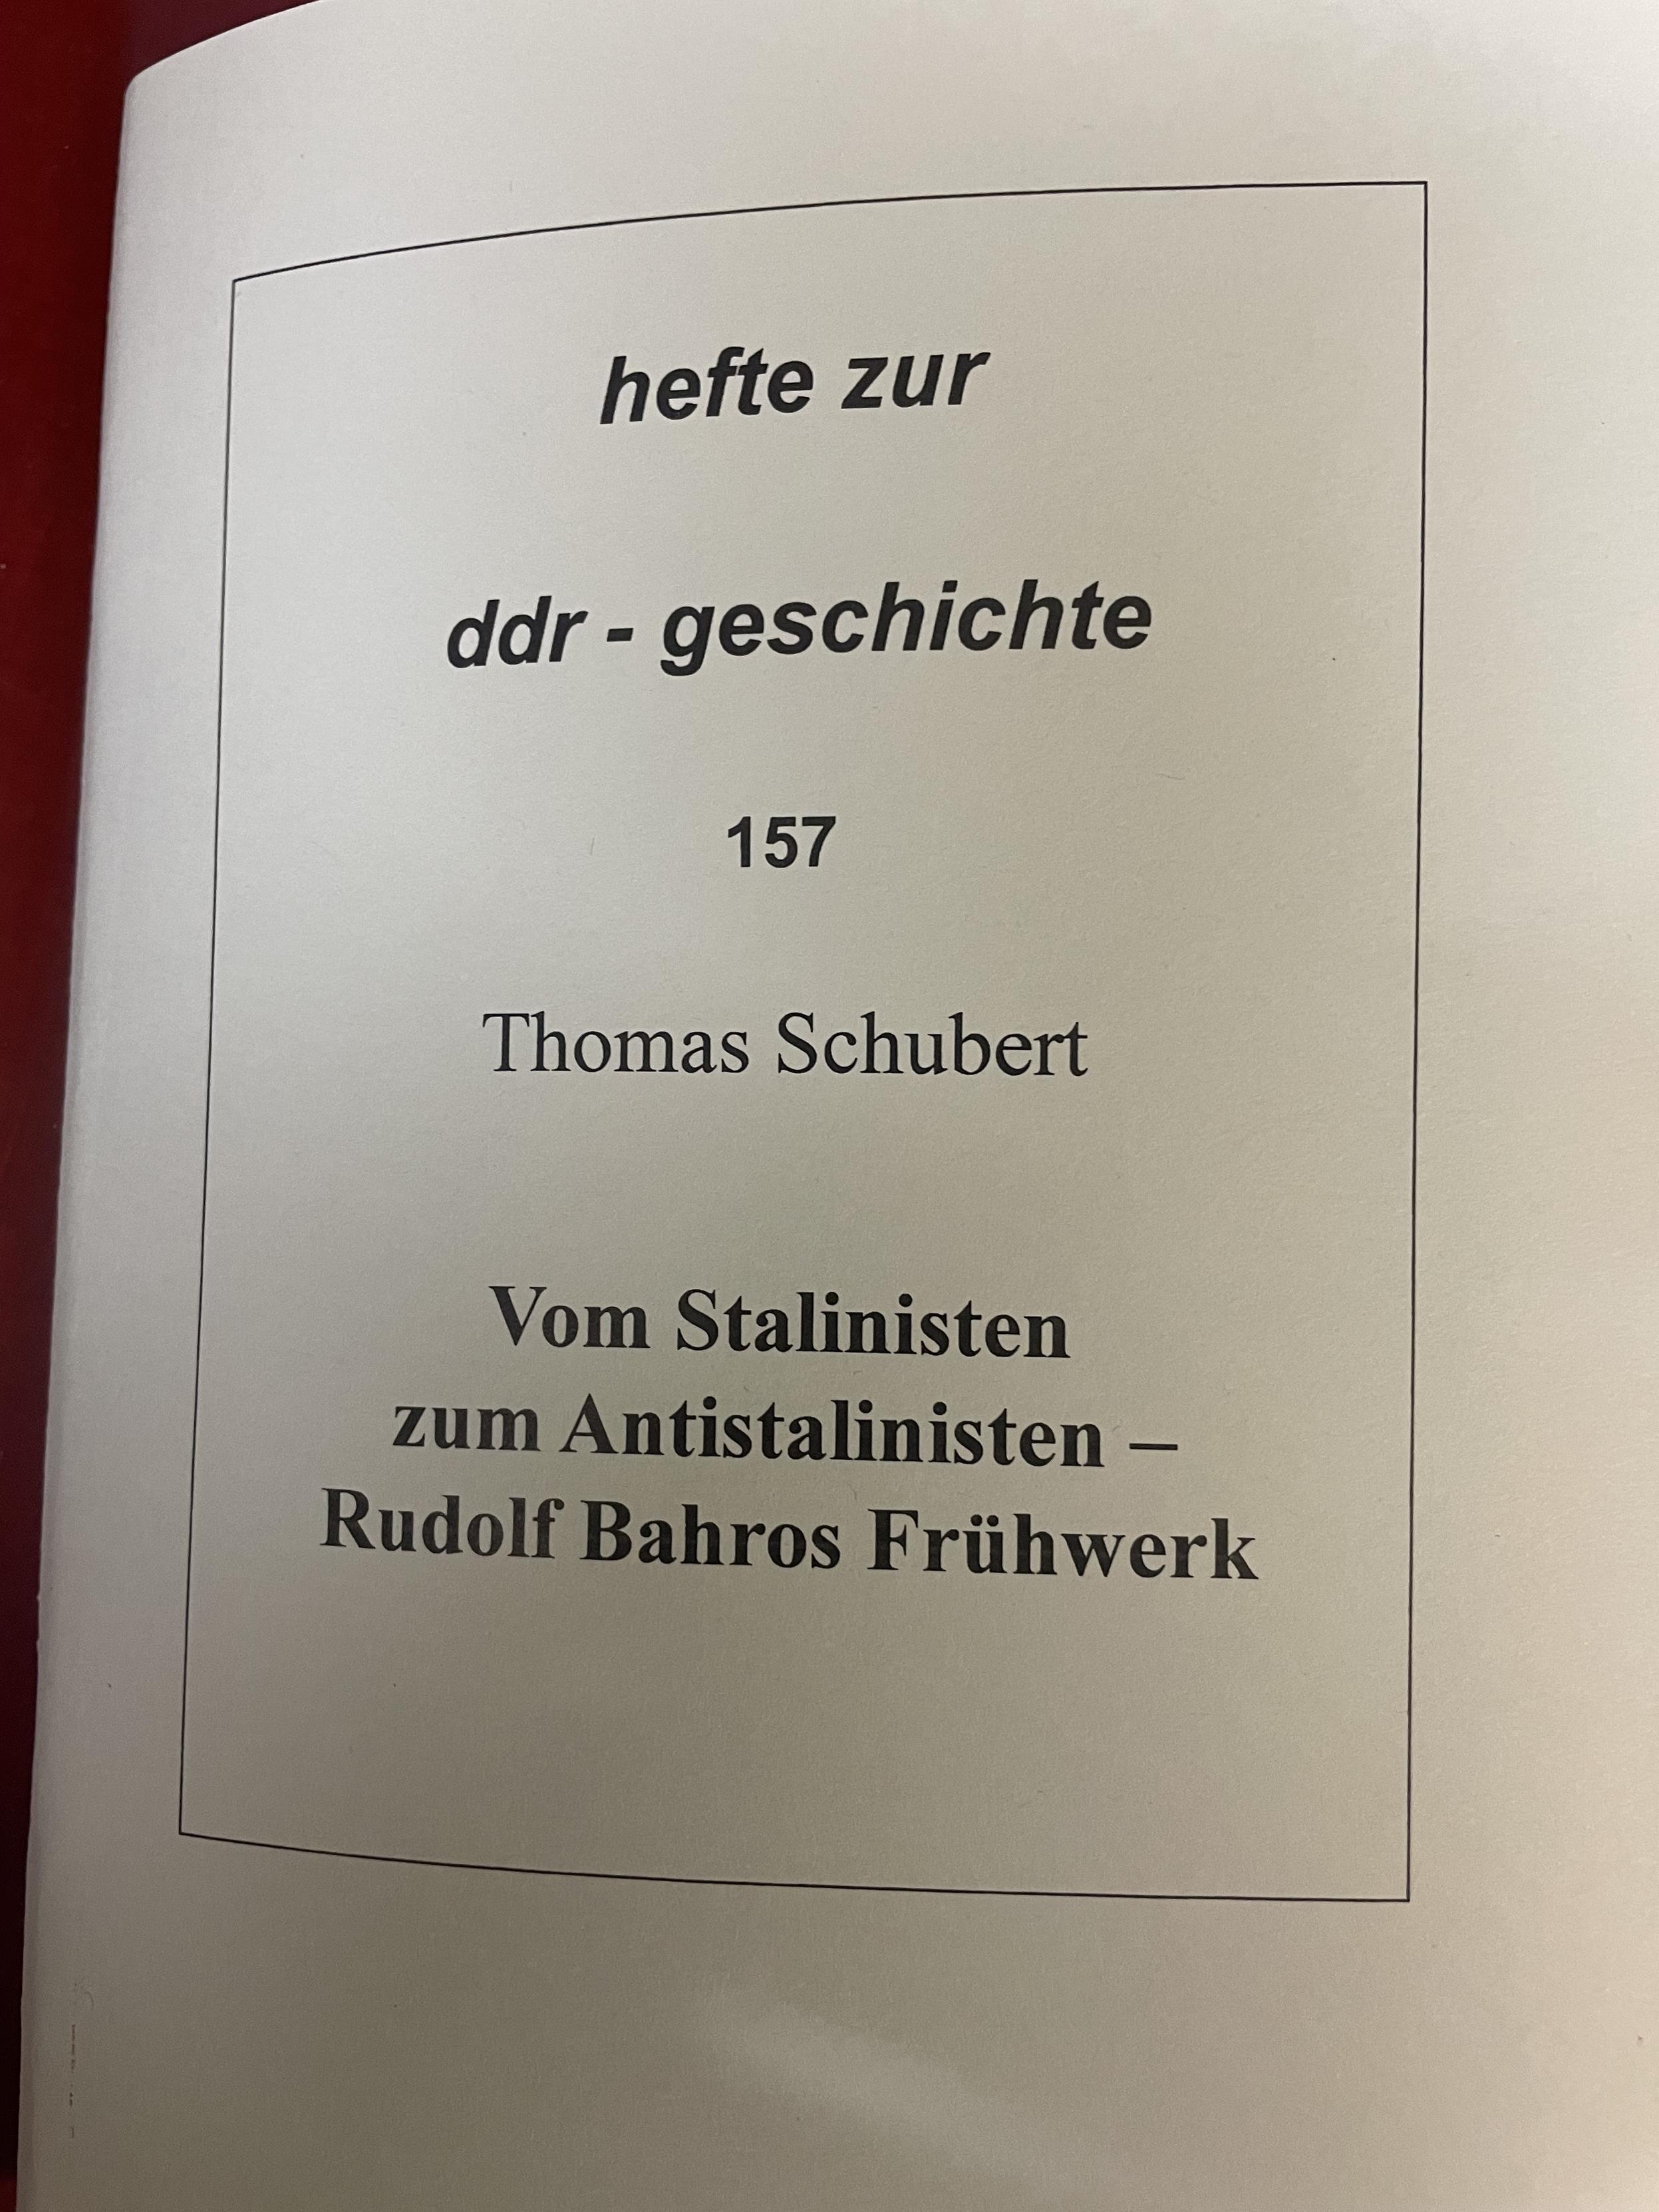 hefte zur
ddr - geschichte
157
Thomas Schubert
Vom Stalinisten
zum Antistalinisten –
Rudolf Bahros Frühwerk